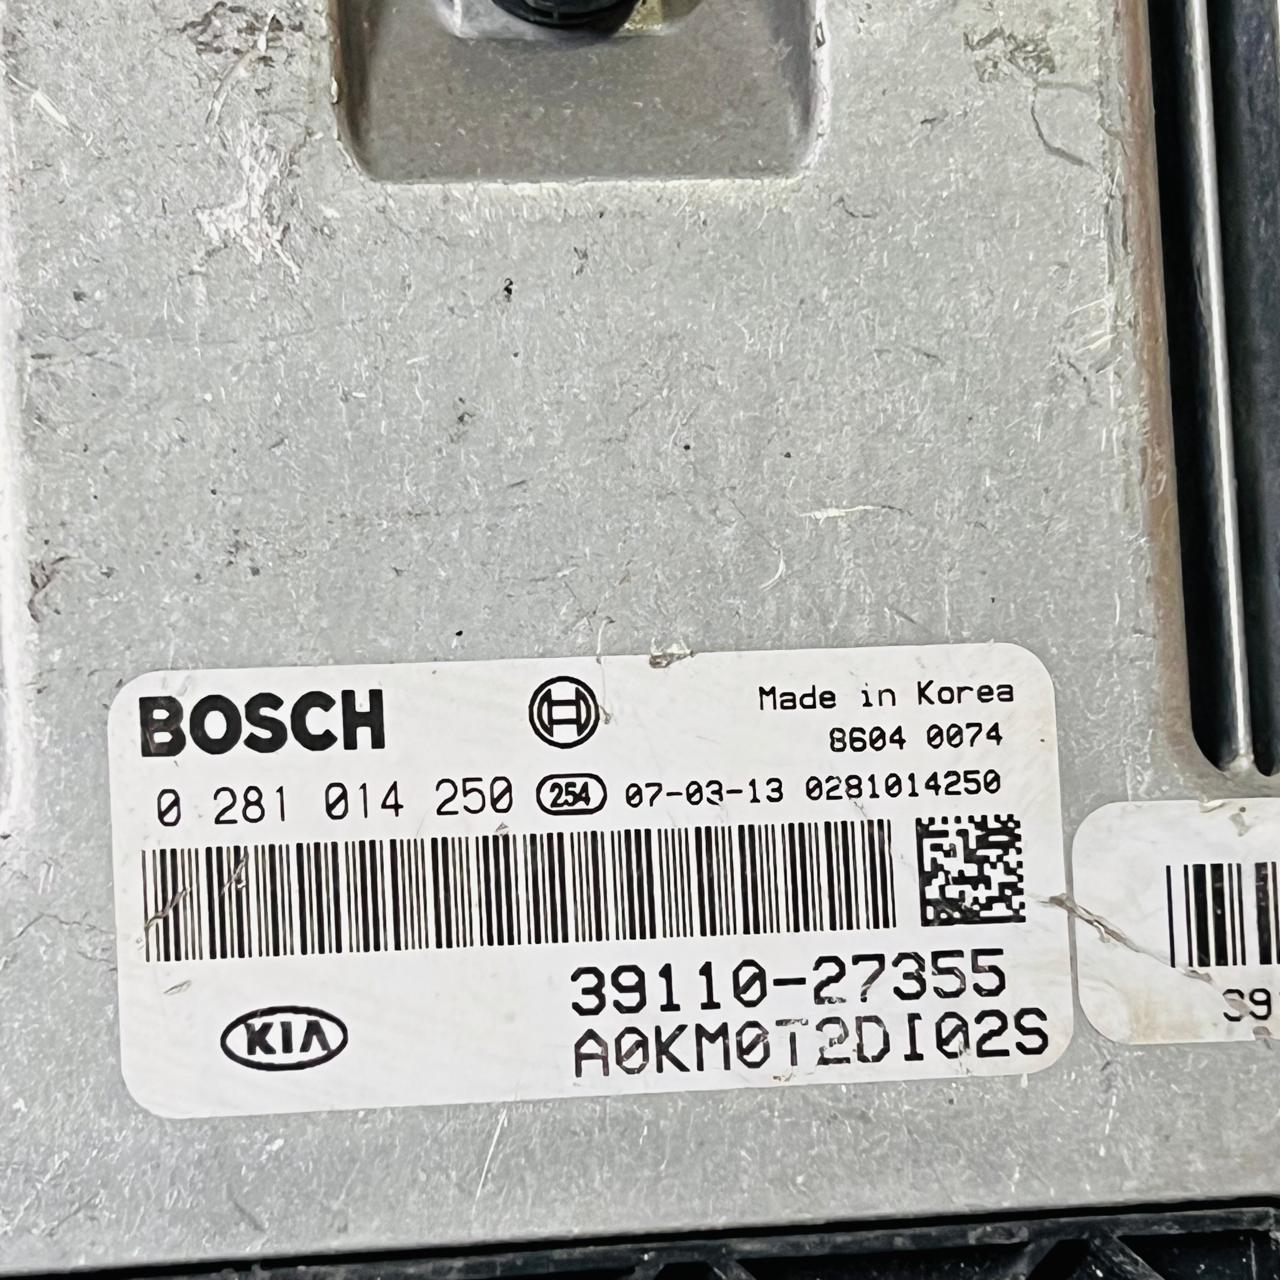 BOSCH
Made in Korea
8604 0074
0 281 014 250 254 07-03-13 0281014250
39110-27355
KIA
A0KM0T2DI02S
S9